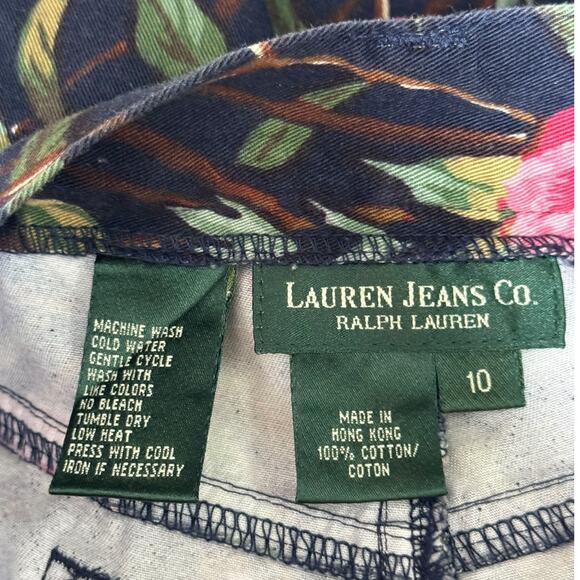 MACHINE WASH
COLD WATER
GENTLE CYCLE
WASH WITH
LIKE COLORS
NO BLEACH
TUMBLE DRY
LOW HEAT
PRESS WITH COOL
IRON IF NECESSARY
LAUREN JEANS CO.
RALPH LAUREN
10
MADE IN
HONG KONG
100% COTTON/
COTON